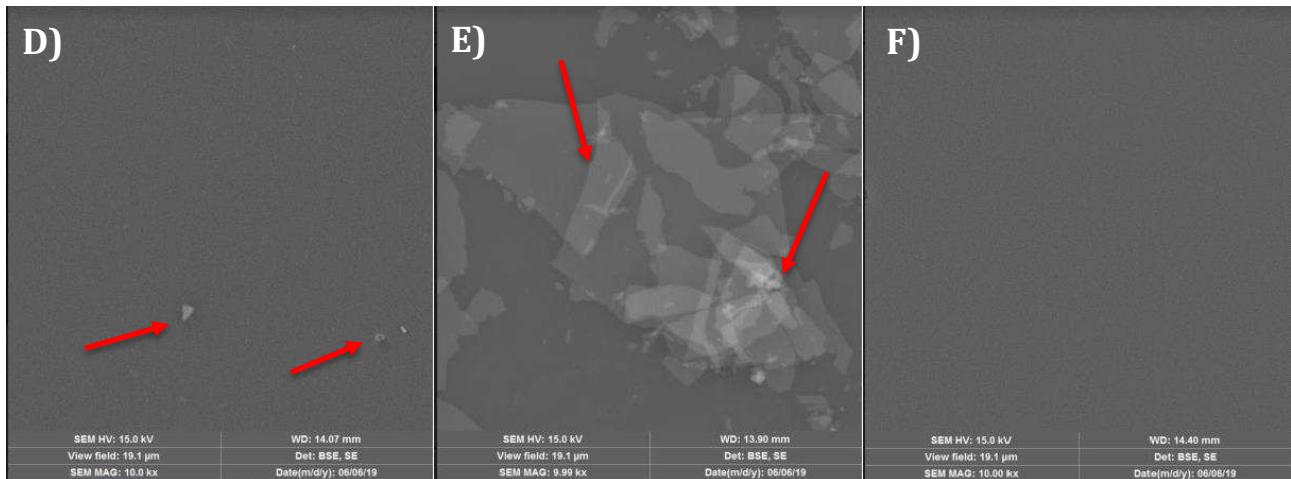 D)
SEM HV: 15.0 kV WD: 14.07 mm
View field: 19.1 µm Det: BSE, SE
SEM MAG: 10.0 kx Date(m/d/y): 06/06/19
E)
SEM HV: 15.0 kV WD: 13.90 mm
View field: 19.1 µm Det: BSE, SE
SEM MAG: 9.99 kx Date(m/d/y): 06/06/19
F)
SEM HV: 15.0 kV WD: 14.40 mm
View field: 19.1 µm Det: BSE, SE
SEM MAG: 10.00 kx Date(m/d/y): 06/06/19